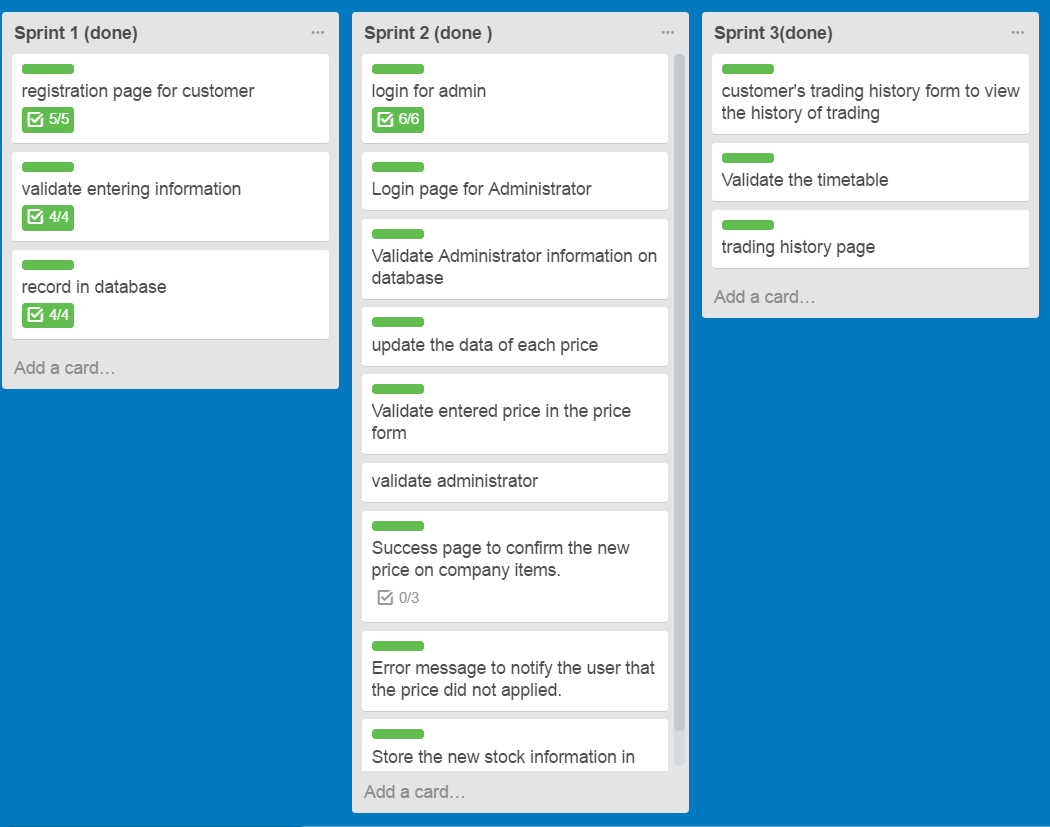 Sprint 1 (done)
registration page for customer
5/5
validate entering information
4/4
record in database
4/4
Add a card…
Sprint 2 (done )
login for admin
6/6
Login page for Administrator
Validate Administrator information on
database
update the data of each price
Validate entered price in the price
form
validate administrator
Success page to confirm the new
price on company items.
0/3
Error message to notify the user that
the price did not applied.
Store the new stock information in
Add a card…
Sprint 3(done)
customer's trading history form to view
the history of trading
Validate the timetable
trading history page
Add a card…